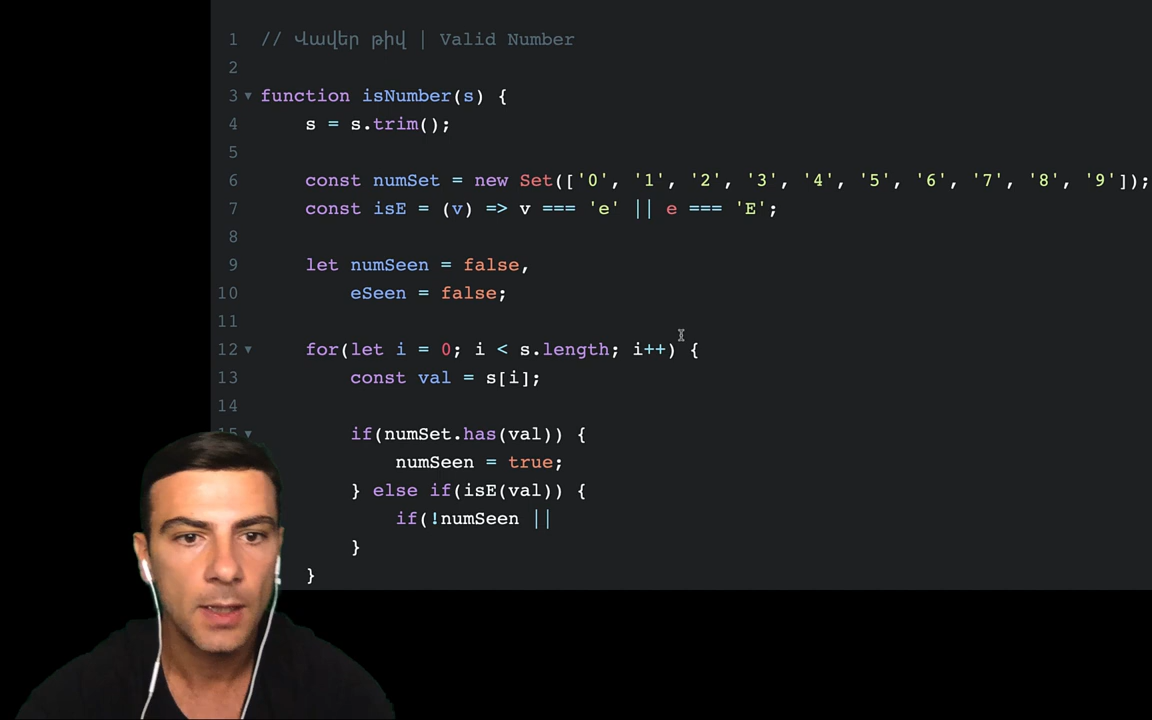 1 // Վավեր թիվ | Valid Number
2
3 function isNumber(s) {
4 s = s.trim();
5
6 const numSet = new Set(['0', '1', '2', '3', '4', '5', '6', '7', '8', '9']);
7 const isE = (v) => v === 'e' || e === 'E';
8
9 let numSeen = false,
10 eSeen = false;
11
12 for(let i = 0; i < s.length; i++) {
13 const val = s[i];
14
15 if(numSet.has(val)) {
numSeen = true;
} else if(isE(val)) {
if(!numSeen ||
}
}